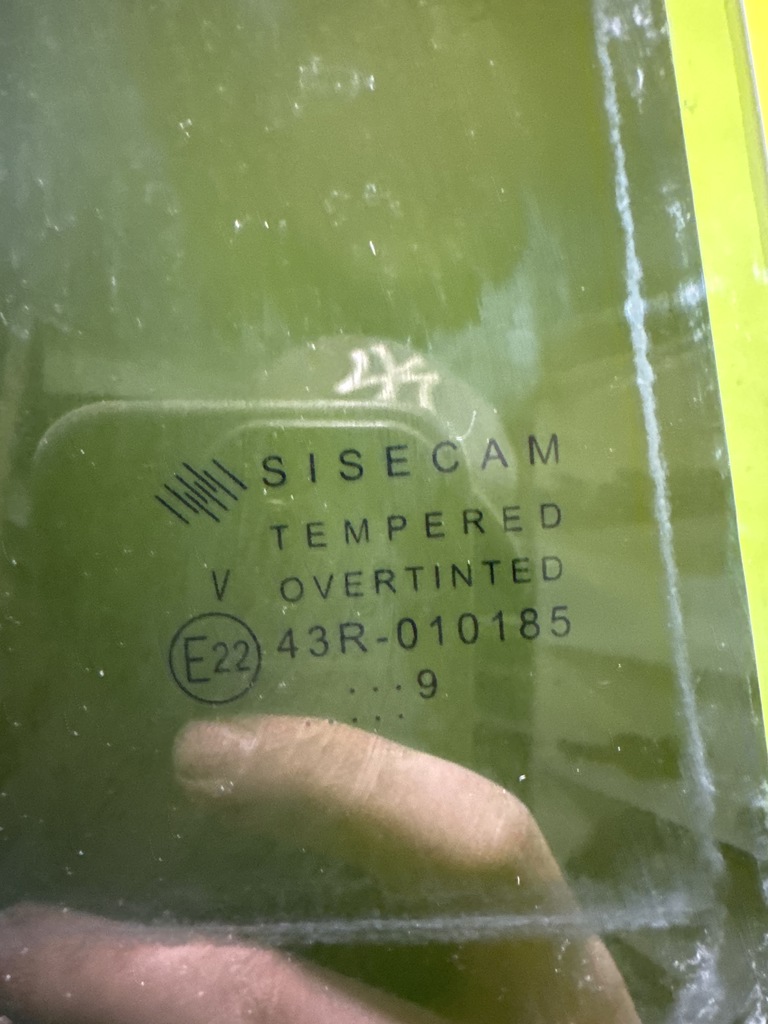 SISECAM
TEMPERED
V OVERTINTED
E22 43R-010185
...9
...